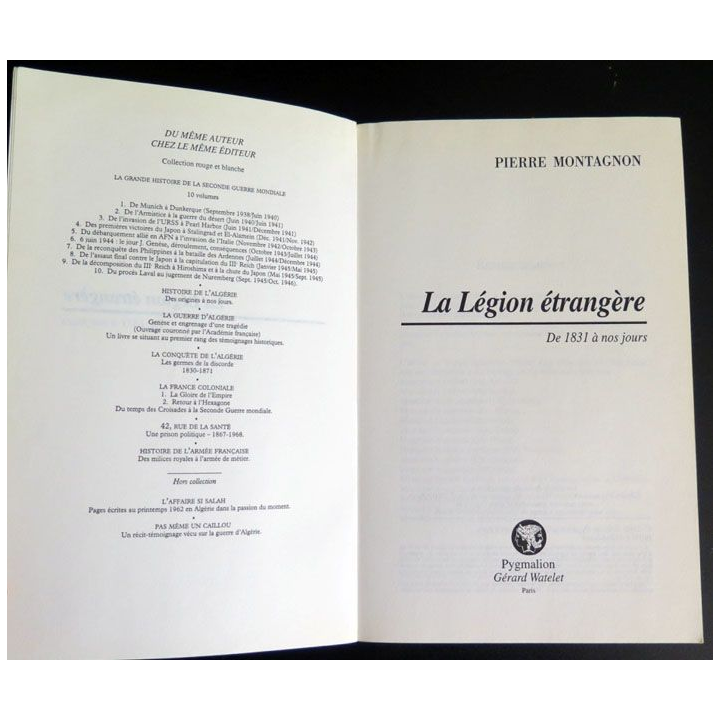 DU MÊME AUTEUR
CHEZ LE MÊME ÉDITEUR
Collection rouge et blanche
LA GRANDE HISTOIRE DE LA SECONDE GUERRE MONDIALE
10 volumes
1. De Munich à Dunkerque (Septembre 1938/Juin 1940)
2. De l'Armistice à la guerre du désert (Juin 1940/Juin 1941)
3. De l'invasion de l'URSS à Pearl Harbor (Juin 1941/Décembre 1941)
4. Des premières victoires du Japon à Stalingrad et El-Alamein (Déc. 1941/Nov. 1942)
5. Du débarquement allié en AFN à l'invasion de l'Italie (Novembre 1942/Octobre 1943)
6. 6 juin 1944 : le jour J. Genèse, déroulement, conséquences (Octobre 1943/Juillet 1944)
7. De la reconquête des Philippines à la bataille des Ardennes (Juillet 1944/Décembre 1944)
8. De l'assaut final contre le Japon à la capitulation du IIIe Reich (Janvier 1945/Mai 1945)
9. De la décomposition du IIIe Reich à Hiroshima et à la chute du Japon (Mai 1945/Sept. 1945)
10. Du procès Laval au jugement de Nuremberg (Sept. 1945/Oct. 1946).
HISTOIRE DE L'ALGÉRIE
Des origines à nos jours.
LA GUERRE D'ALGÉRIE
Genèse et engrenage d'une tragédie
(Ouvrage couronné par l'Académie française)
Un livre se situant au premier rang des témoignages historiques.
LA CONQUÊTE DE L'ALGÉRIE
Les germes de la discorde
1830-1871
LA FRANCE COLONIALE
1. La Gloire de l'Empire
2. Retour à l'Hexagone
Du temps des Croisades à la Seconde Guerre mondiale.
42, RUE DE LA SANTÉ
Une prison politique – 1867-1968.
HISTOIRE DE L'ARMÉE FRANÇAISE
Des milices royales à l'armée de métier.
Hors collection
L'AFFAIRE SI SALAH
Pages écrites au printemps 1962 en Algérie dans la passion du moment.
PAS MÊME UN CAILLOU
Un récit-témoignage vécu sur la guerre d'Algérie.
PIERRE MONTAGNON
La Légion étrangère
De 1831 à nos jours
Pygmalion
Gérard Watelet
Paris